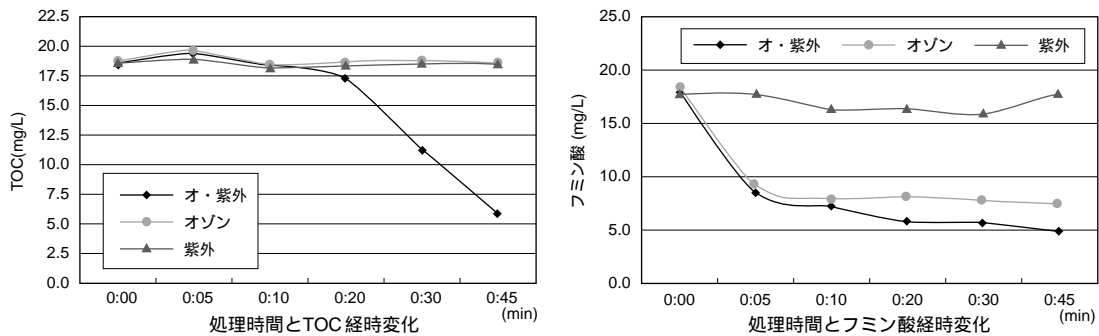 22.5
20.0
17.5
15.0
12.5
10.0
7.5
5.0
2.5
0.0
TOC(mg/L)
オ・紫外
オゾン
紫外
0:00 0:05 0:10 0:20 0:30 0:45
(min)
処理時間とTOC経時変化
25.0
20.0
15.0
10.0
5.0
0.0
フミン酸 (mg/L)
オ・紫外 オゾン 紫外
0:00 0:05 0:10 0:20 0:30 0:45
(min)
処理時間とフミン酸経時変化